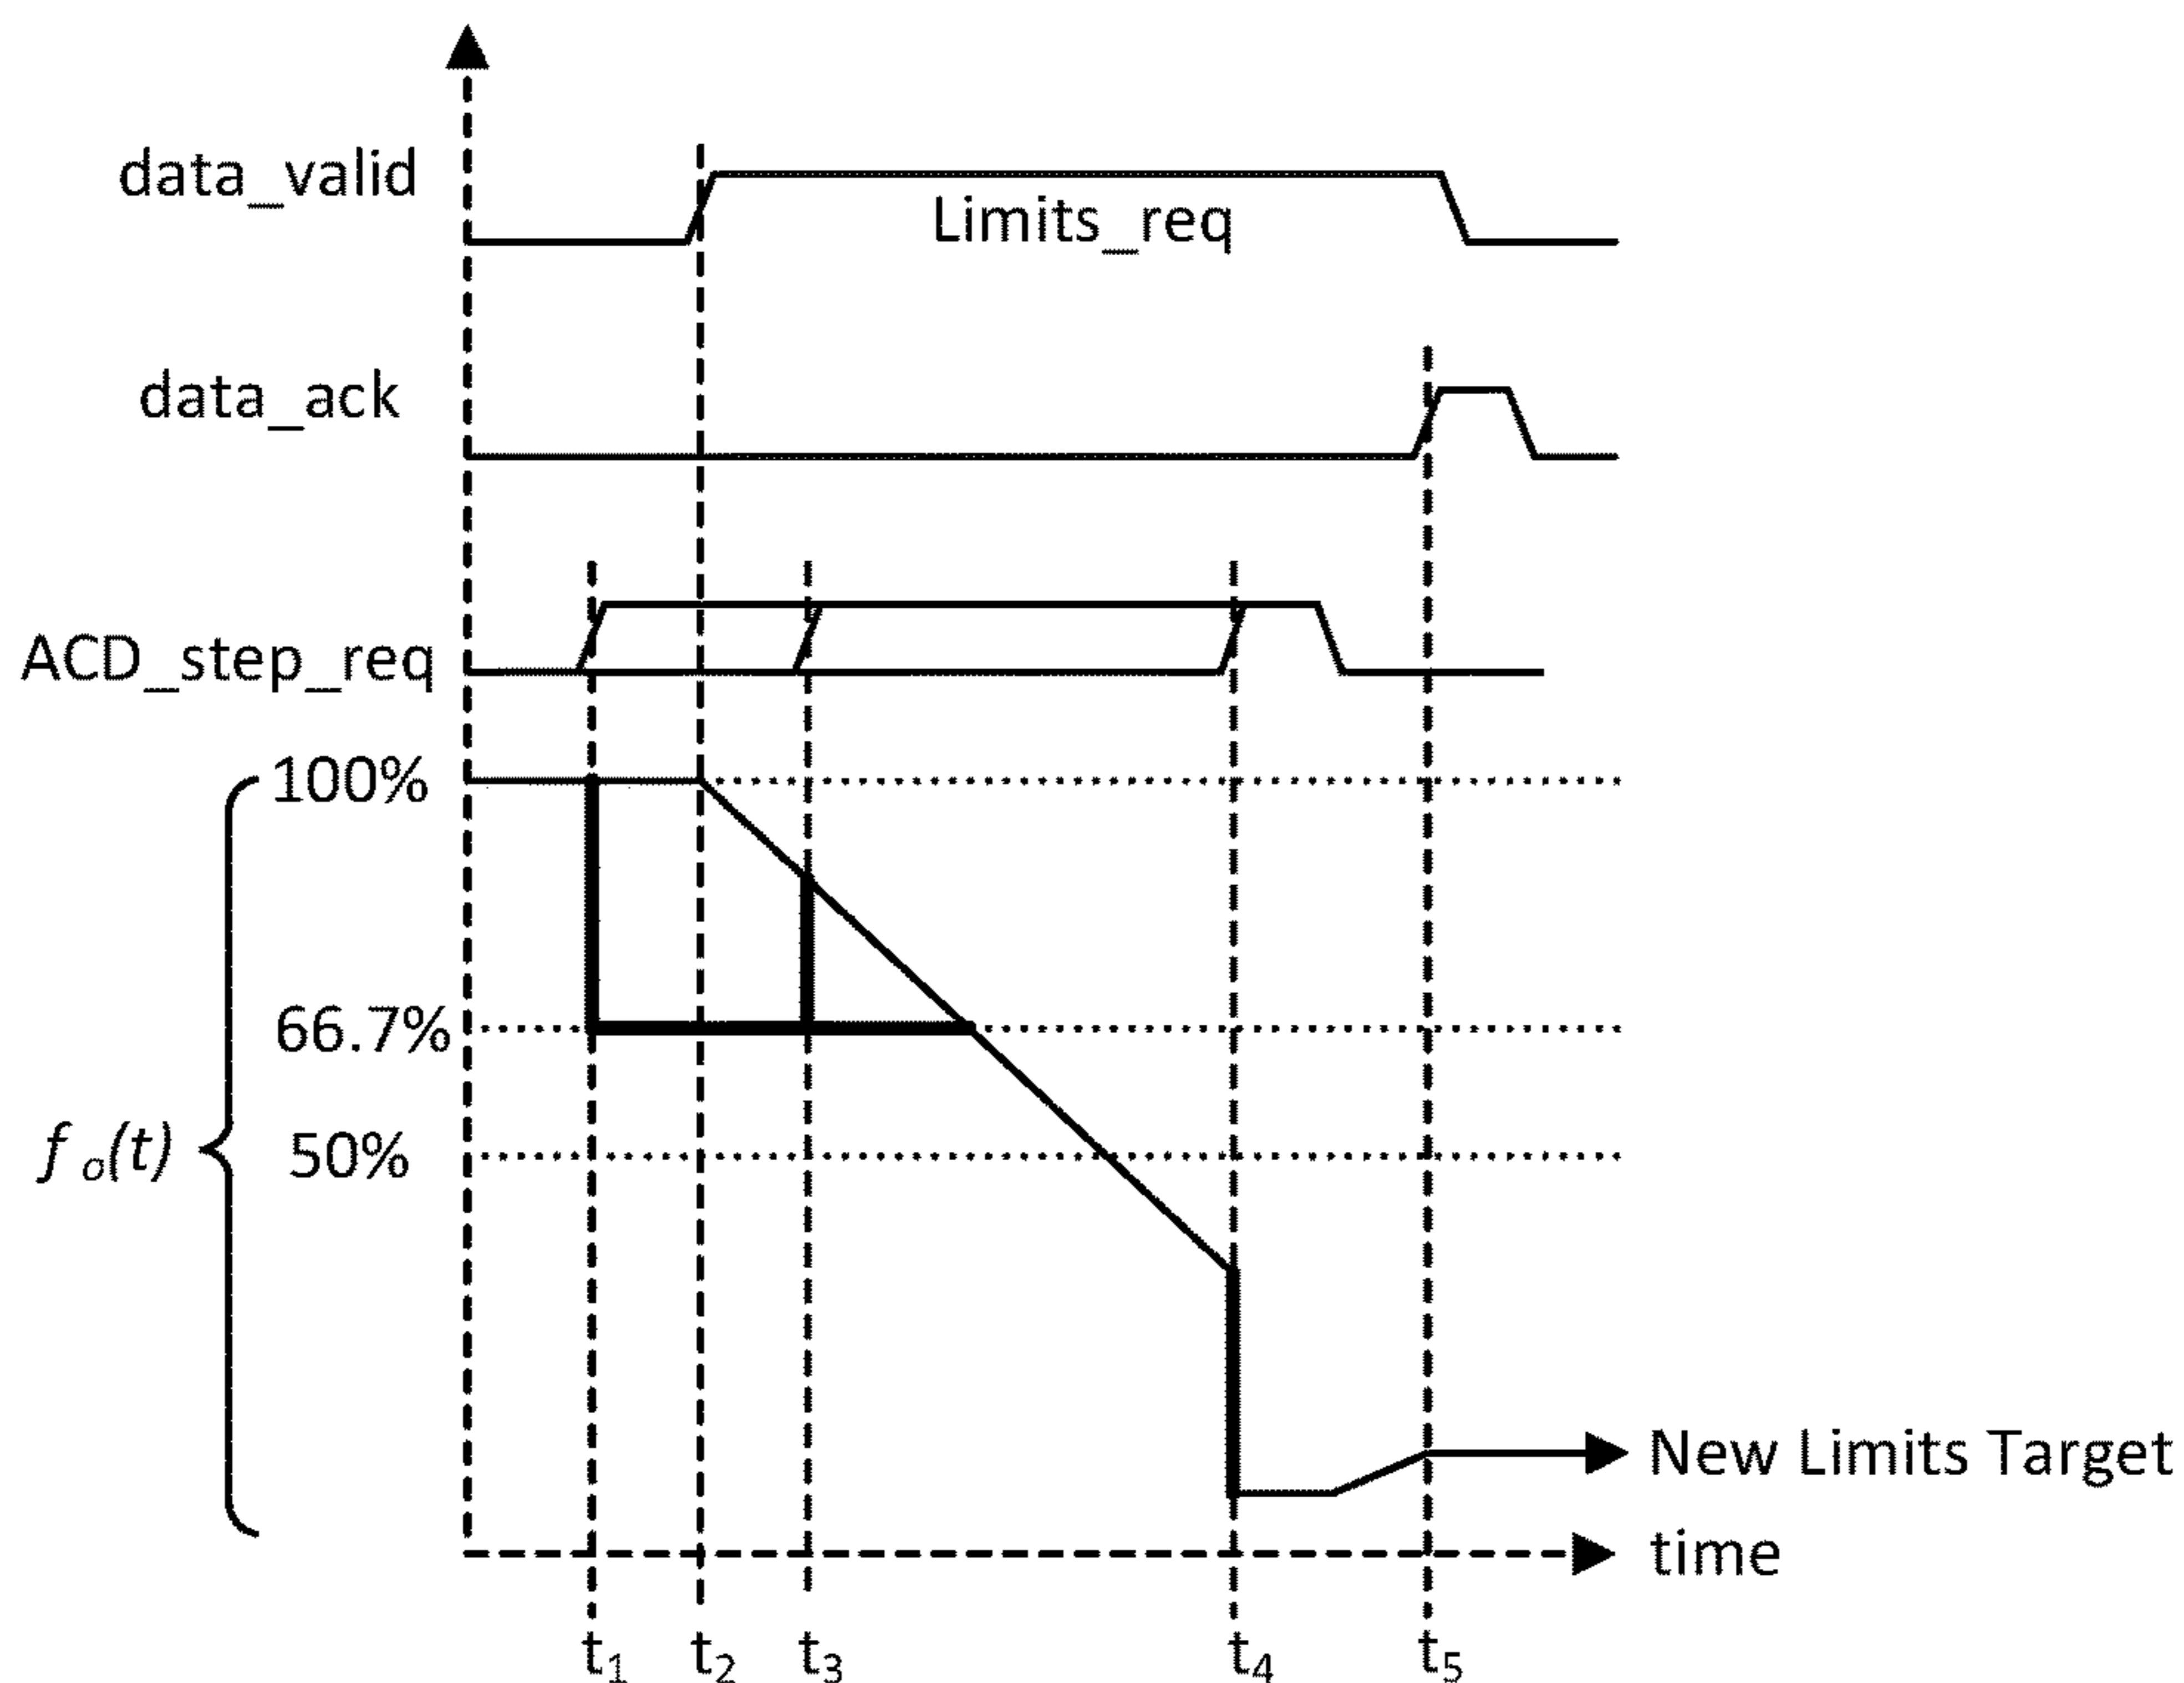 data_valid
Limits_req
data_ack
ACD_step_req
100%
66.7%
f o(t)
50%
New Limits Target
time
t1 t2 t3 t4 t5